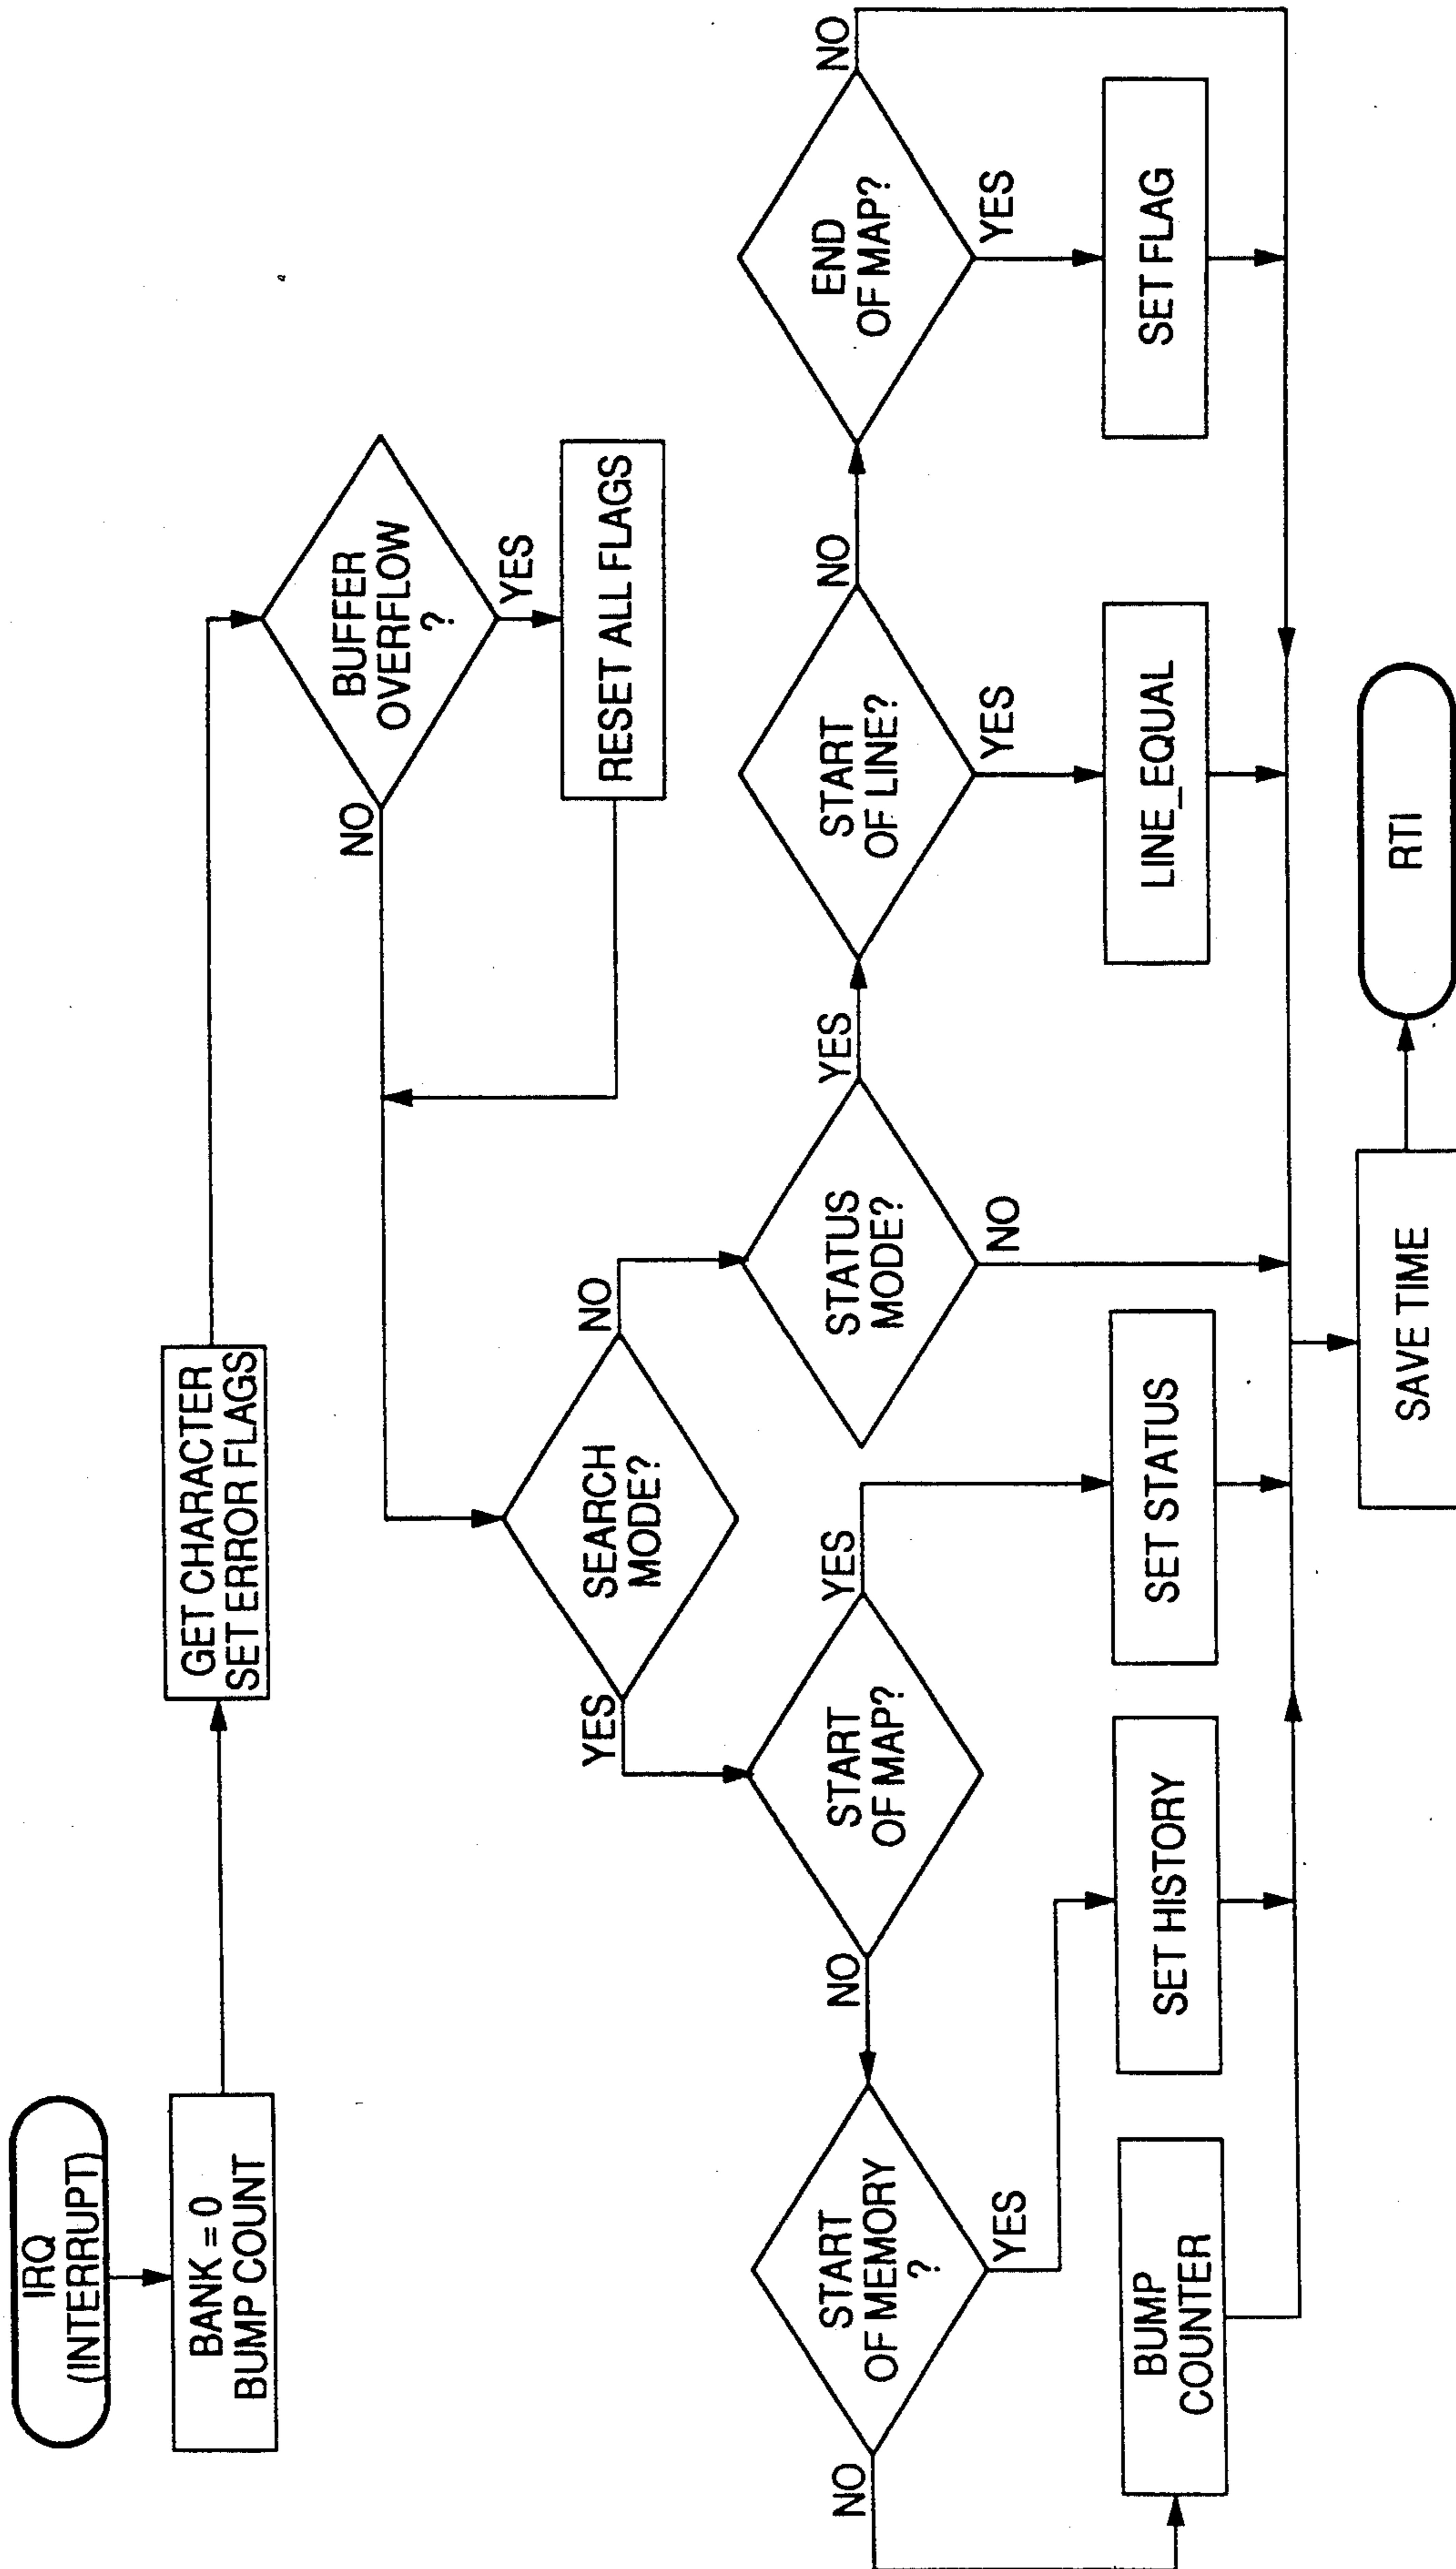 IRQ
(INTERRUPT)
BANK = 0
BUMP COUNT
GET CHARACTER
SET ERROR FLAGS
BUFFER
OVERFLOW
?
NO
YES
RESET ALL FLAGS
SEARCH
MODE?
YES
NO
START
OF MEMORY
?
NO
YES
START
OF MAP?
NO
YES
STATUS
MODE?
YES
NO
START
OF LINE?
NO
YES
END
OF MAP?
NO
YES
BUMP
COUNTER
SET HISTORY
SET STATUS
LINE_EQUAL
SET FLAG
SAVE TIME
RTI